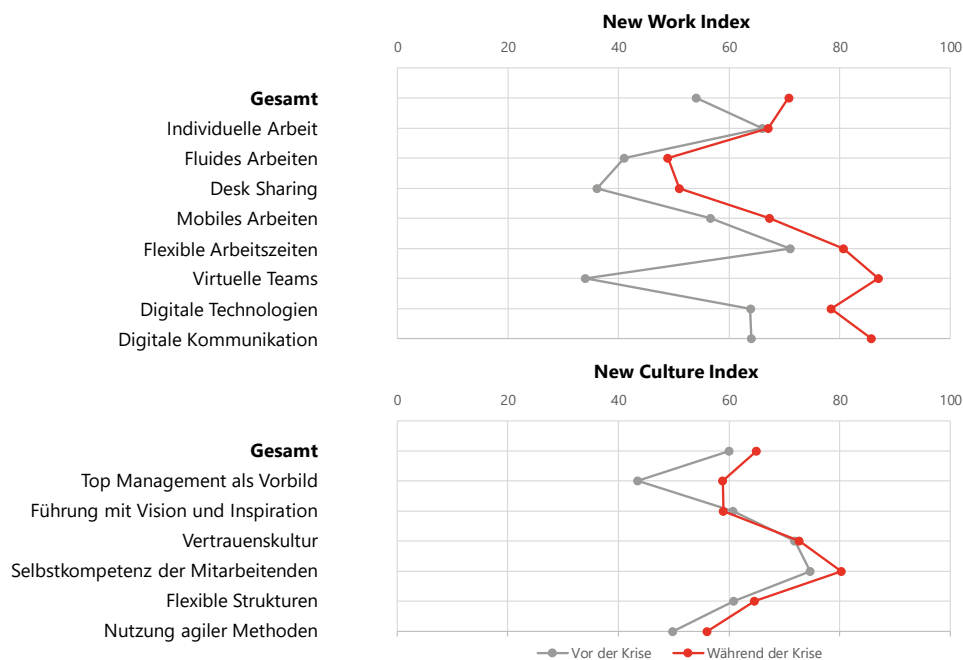 New Work Index
0 20 40 60 80 100
Gesamt
Individuelle Arbeit
Fluides Arbeiten
Desk Sharing
Mobiles Arbeiten
Flexible Arbeitszeiten
Virtuelle Teams
Digitale Technologien
Digitale Kommunikation
New Culture Index
0 20 40 60 80 100
Gesamt
Top Management als Vorbild
Führung mit Vision und Inspiration
Vertrauenskultur
Selbstkompetenz der Mitarbeitenden
Flexible Strukturen
Nutzung agiler Methoden
Vor der Krise Während der Krise